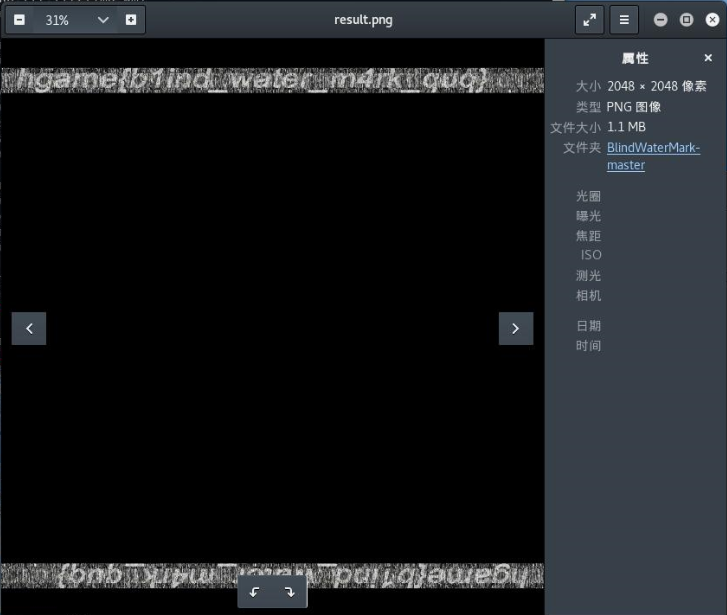 31%
result.png
hgame{b1ind_water_m4rk_quq}
属性
大小 2048 × 2048 像素
类型 PNG 图像
文件大小 1.1 MB
文件夹 BlindWaterMark-
master
光圈
曝光
焦距
ISO
测光
相机
日期
时间